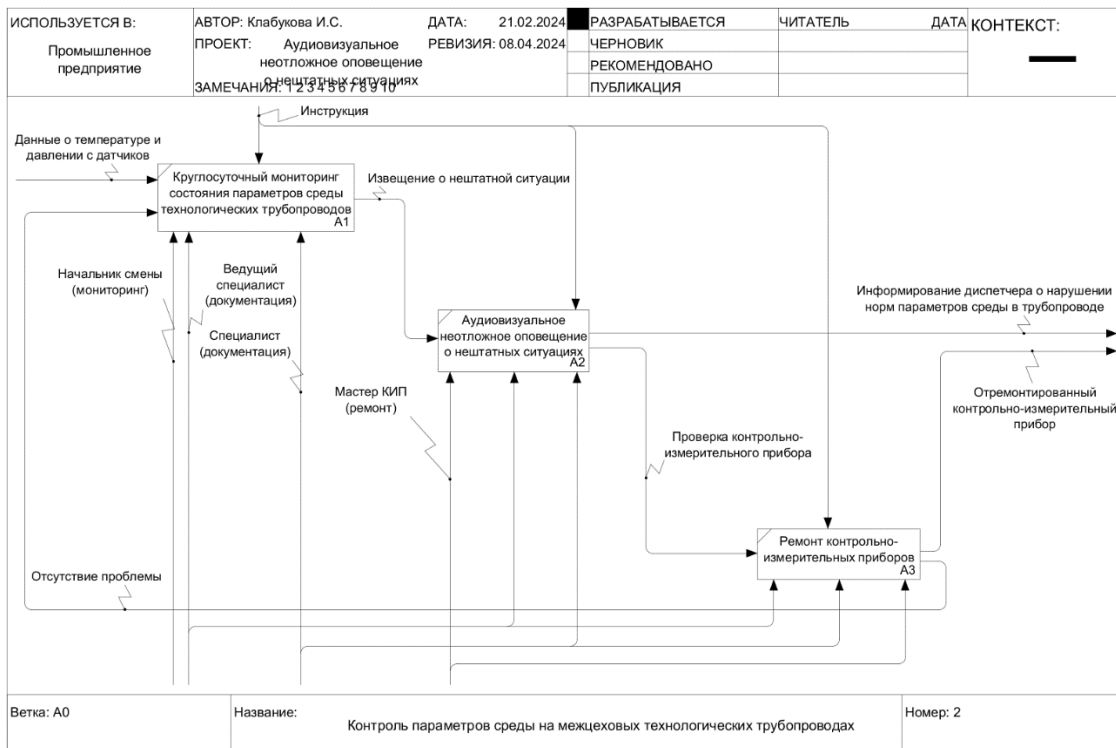 ИСПОЛЬЗУЕТСЯ В:
Промышленное
предприятие
АВТОР: Клабукова И.С.
ДАТА: 21.02.2024
ПРОЕКТ: Аудиовизуальное
неотложное оповещение
о нештатных ситуациях
РЕВИЗИЯ: 08.04.2024
ЗАМЕЧАНИЯ: 1 2 3 4 5 6 7 8 9 10
РАЗРАБАТЫВАЕТСЯ
ЧЕРНОВИК
РЕКОМЕНДОВАНО
ПУБЛИКАЦИЯ
ЧИТАТЕЛЬ
ДАТА
КОНТЕКСТ:
Инструкция
Данные о температуре и
давлении с датчиков
Круглосуточный мониторинг
состояния параметров среды
технологических трубопроводов
A1
Извещение о нештатной ситуации
Начальник смены
(мониторинг)
Ведущий
специалист
(документация)
Специалист
(документация)
Информирование диспетчера о нарушении
норм параметров среды в трубопроводе
Аудиовизуальное
неотложное оповещение
о нештатных ситуациях
A2
Мастер КИП
(ремонт)
Отремонтированный
контрольно-измерительный
прибор
Проверка контрольно-
измерительного прибора
Ремонт контрольно-
измерительных приборов
A3
Отсутствие проблемы
Ветка: A0
Название:
Контроль параметров среды на межцеховых технологических трубопроводах
Номер: 2